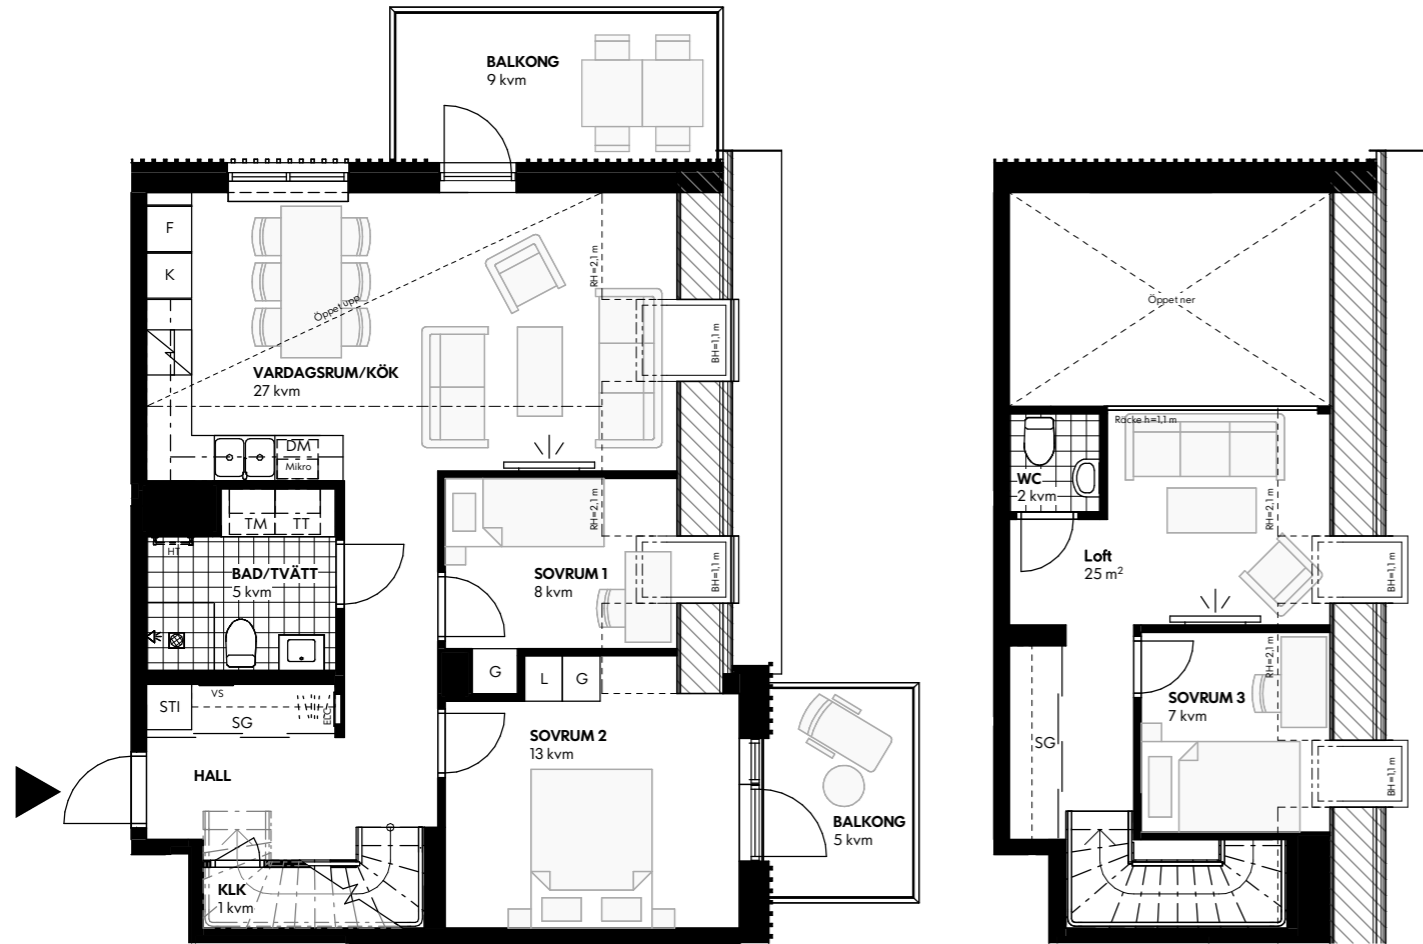 BALKONG
9 kvm
F
K
Öppet upp
RH=2,1 m
BH=1,1 m
VARDAGSRUM/KÖK
27 kvm
DM
Mikro
TM
TT
HT
BAD/TVÄTT
5 kvm
RH=2,1 m
BH=1,1 m
SOVRUM 1
8 kvm
G
L
G
STI
VS
SG
ELC
HALL
SOVRUM 2
13 kvm
BALKONG
5 kvm
KLK
1 kvm
Öppet ner
Räcke h=1,1 m
WC
2 kvm
RH=2,1 m
Loft
25 m²
BH=1,1 m
RH=2,1 m
SOVRUM 3
7 kvm
SG
BH=1,1 m